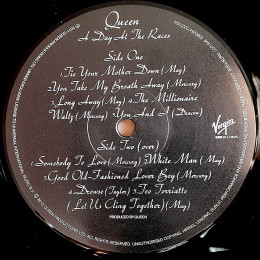 Queen
A Day At The Races
Side One
1. Tie Your Mother Down (May)
2. You Take My Breath Away (Mercury)
3. Long Away (May) 4. The Millionaire
Waltz (Mercury) 5. You And I (Deacon)
Virgin
Side Two (over)
1. Somebody To Love (Mercury) 2. White Man (May)
3. Good Old-Fashioned Lover Boy (Mercury)
4. Drowse (Taylor) 5. Teo Torriatte
(Let Us Cling Together) (May)
PRODUCED BY QUEEN